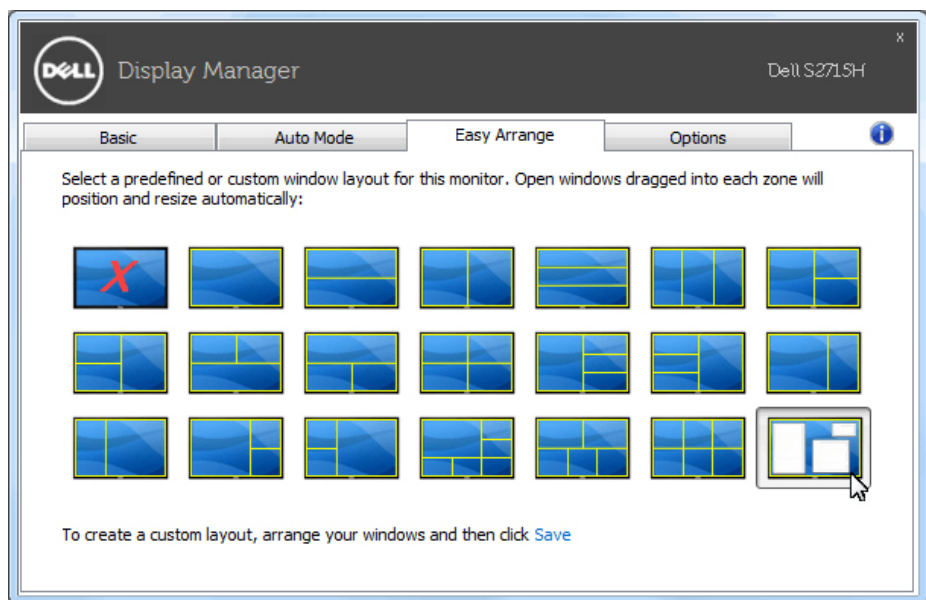 DELL Display Manager
x
Dell S2715H
Basic
Auto Mode
Easy Arrange
Options
i
Select a predefined or custom window layout for this monitor. Open windows dragged into each zone will
position and resize automatically:
X
To create a custom layout, arrange your windows and then click Save